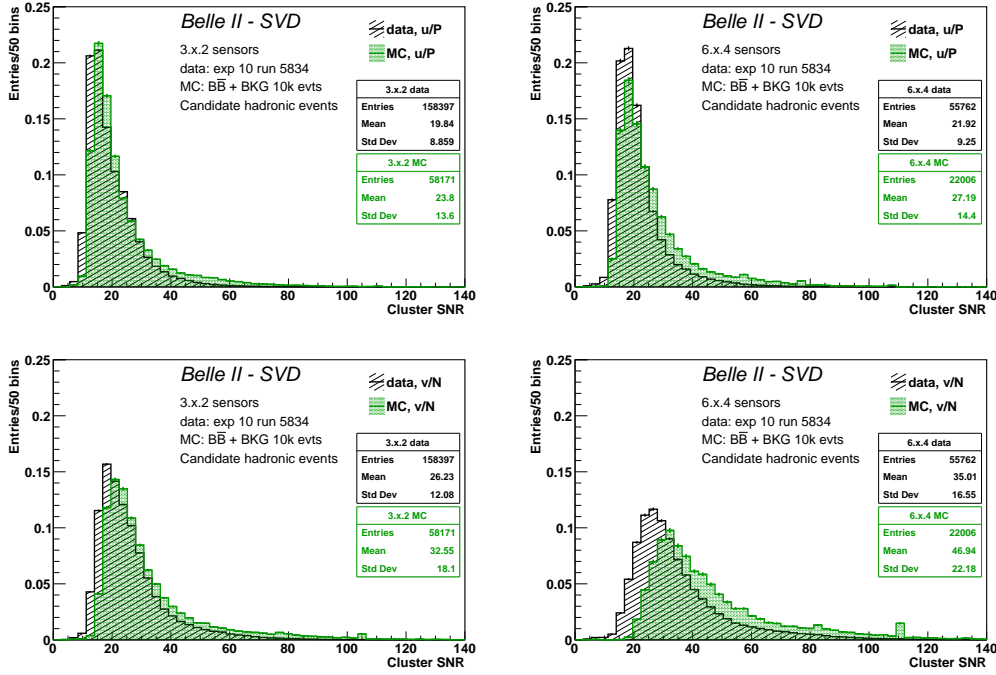 Belle II - SVD
3.x.2 sensors
data: exp 10 run 5834
MC: BB̅ + BKG 10k evts
Candidate hadronic events
data, u/P
MC, u/P
3.x.2 data
Entries 158397
Mean 19.84
Std Dev 8.859
3.x.2 MC
Entries 58171
Mean 23.8
Std Dev 13.6
Entries/50 bins
0.25
0.2
0.15
0.1
0.05
0
0 20 40 60 80 100 120 140
Cluster SNR
Belle II - SVD
6.x.4 sensors
data: exp 10 run 5834
MC: BB̅ + BKG 10k evts
Candidate hadronic events
data, u/P
MC, u/P
6.x.4 data
Entries 55762
Mean 21.92
Std Dev 9.25
6.x.4 MC
Entries 22006
Mean 27.19
Std Dev 14.4
Entries/50 bins
0.25
0.2
0.15
0.1
0.05
0
0 20 40 60 80 100 120 140
Cluster SNR
Belle II - SVD
3.x.2 sensors
data: exp 10 run 5834
MC: BB̅ + BKG 10k evts
Candidate hadronic events
data, v/N
MC, v/N
3.x.2 data
Entries 158397
Mean 26.23
Std Dev 12.08
3.x.2 MC
Entries 58171
Mean 32.55
Std Dev 18.1
Entries/50 bins
0.25
0.2
0.15
0.1
0.05
0
0 20 40 60 80 100 120 140
Cluster SNR
Belle II - SVD
6.x.4 sensors
data: exp 10 run 5834
MC: BB̅ + BKG 10k evts
Candidate hadronic events
data, v/N
MC, v/N
6.x.4 data
Entries 55762
Mean 35.01
Std Dev 16.55
6.x.4 MC
Entries 22006
Mean 46.94
Std Dev 22.18
Entries/50 bins
0.25
0.2
0.15
0.1
0.05
0
0 20 40 60 80 100 120 140
Cluster SNR